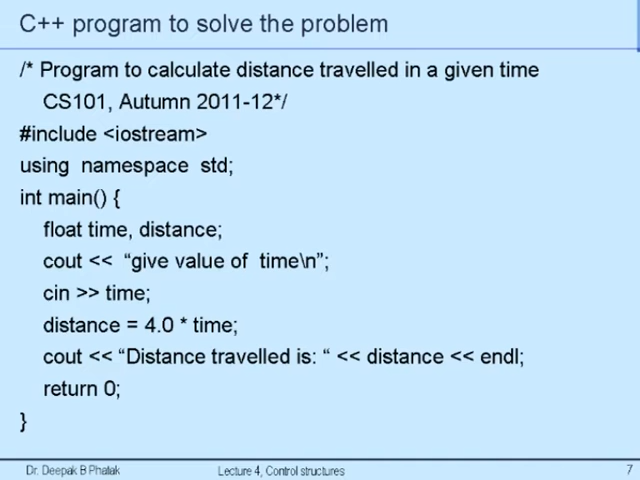 C++ program to solve the problem
/* Program to calculate distance travelled in a given time
CS101, Autumn 2011-12*/
#include <iostream>
using namespace std;
int main() {
float time, distance;
cout << “give value of time\n”;
cin >> time;
distance = 4.0 * time;
cout << “Distance travelled is: “ << distance << endl;
return 0;
}
Dr. Deepak B Phatak
Lecture 4, Control structures
7